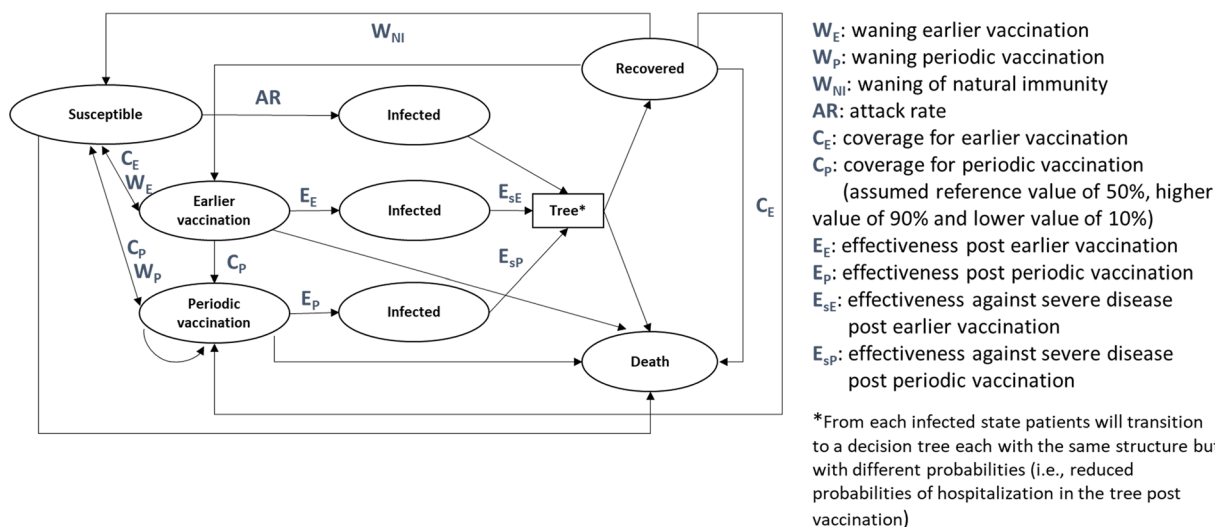 W_NI
Recovered
Susceptible
AR
Infected
C_E
W_E
Earlier
vaccination
E_E
Infected
E_sE
Tree*
C_E
C_P
W_P
C_P
E_sP
Periodic
vaccination
E_P
Infected
Death
W_E: waning earlier vaccination
W_P: waning periodic vaccination
W_NI: waning of natural immunity
AR: attack rate
C_E: coverage for earlier vaccination
C_P: coverage for periodic vaccination
(assumed reference value of 50%, higher
value of 90% and lower value of 10%)
E_E: effectiveness post earlier vaccination
E_P: effectiveness post periodic vaccination
E_sE: effectiveness against severe disease
post earlier vaccination
E_sP: effectiveness against severe disease
post periodic vaccination
*From each infected state patients will transition
to a decision tree each with the same structure but
with different probabilities (i.e., reduced
probabilities of hospitalization in the tree post
vaccination)